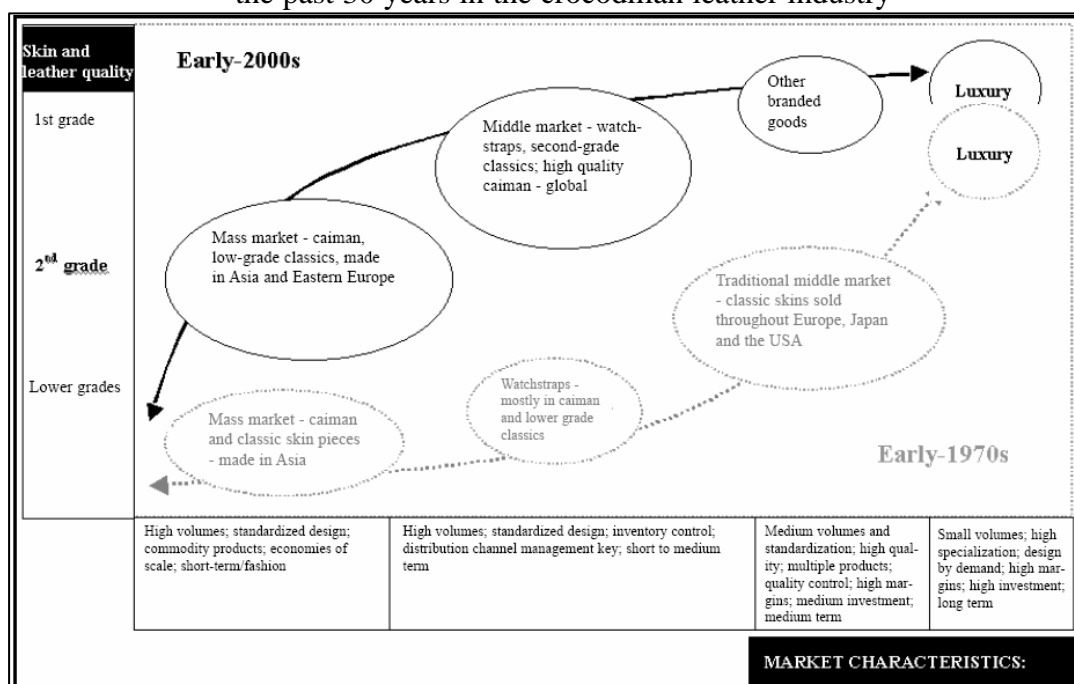 the past 30 years in the crocodilian leather industry
Skin and
leather quality
1st grade
2nd grade
Lower grades
Early-2000s
Other
branded
goods
Luxury
Luxury
Middle market - watch-
straps, second-grade
classics; high quality
caiman - global
Mass market - caiman,
low-grade classics, made
in Asia and Eastern Europe
Traditional middle market
- classic skins sold
throughout Europe, Japan
and the USA
Watchstraps -
mostly in caiman
and lower grade
classics
Mass market - caiman
and classic skin pieces
- made in Asia
Early-1970s
High volumes; standardized design;
commodity products; economies of
scale; short-term/fashion
High volumes; standardized design; inventory control;
distribution channel management key; short to medium
term
Medium volumes and
standardization; high qual-
ity; multiple products;
quality control; high mar-
gins; medium investment;
medium term
Small volumes; high
specialization; design
by demand; high mar-
gins; high investment;
long term
MARKET CHARACTERISTICS: